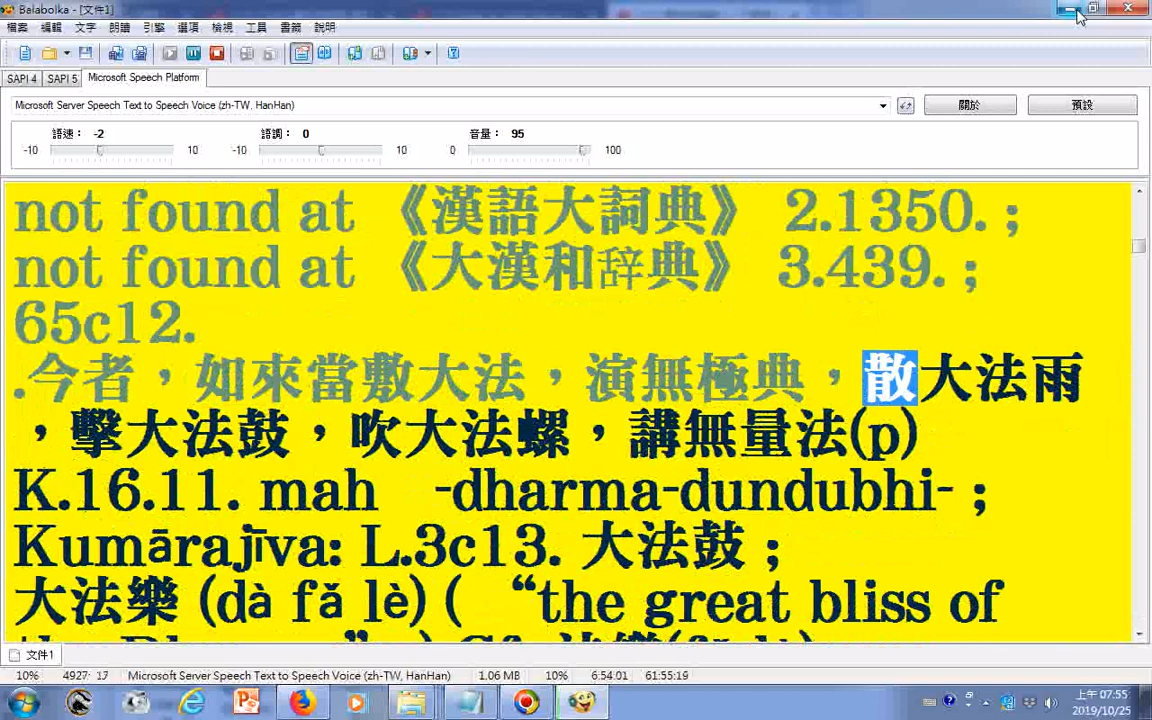 Balabolka - [文件1]
檔案 編輯 文字 朗讀 引擎 選項 檢視 工具 書籤 說明
SAPI 4 SAPI 5 Microsoft Speech Platform
Microsoft Server Speech Text to Speech Voice (zh-TW, HanHan) 關於 預設
語速： -2 語調： 0 音量： 95
-10 10 -10 10 0 100
not found at 《漢語大詞典》 2.1350.；
not found at 《大漢和辞典》 3.439.；
65c12.
.今者，如來當敷大法，演無極典，散大法雨
，擊大法鼓，吹大法螺，講無量法(p)
K.16.11. mah -dharma-dundubhi-；
Kumārajīva: L.3c13. 大法鼓；
大法樂 (dà fǎ lè) ( “the great bliss of
文件1
10% 4927: 17 Microsoft Server Speech Text to Speech Voice (zh-TW, HanHan) 1.06 MB 10% 6:54:01 61:55:19
上午 07:55
2019/10/25